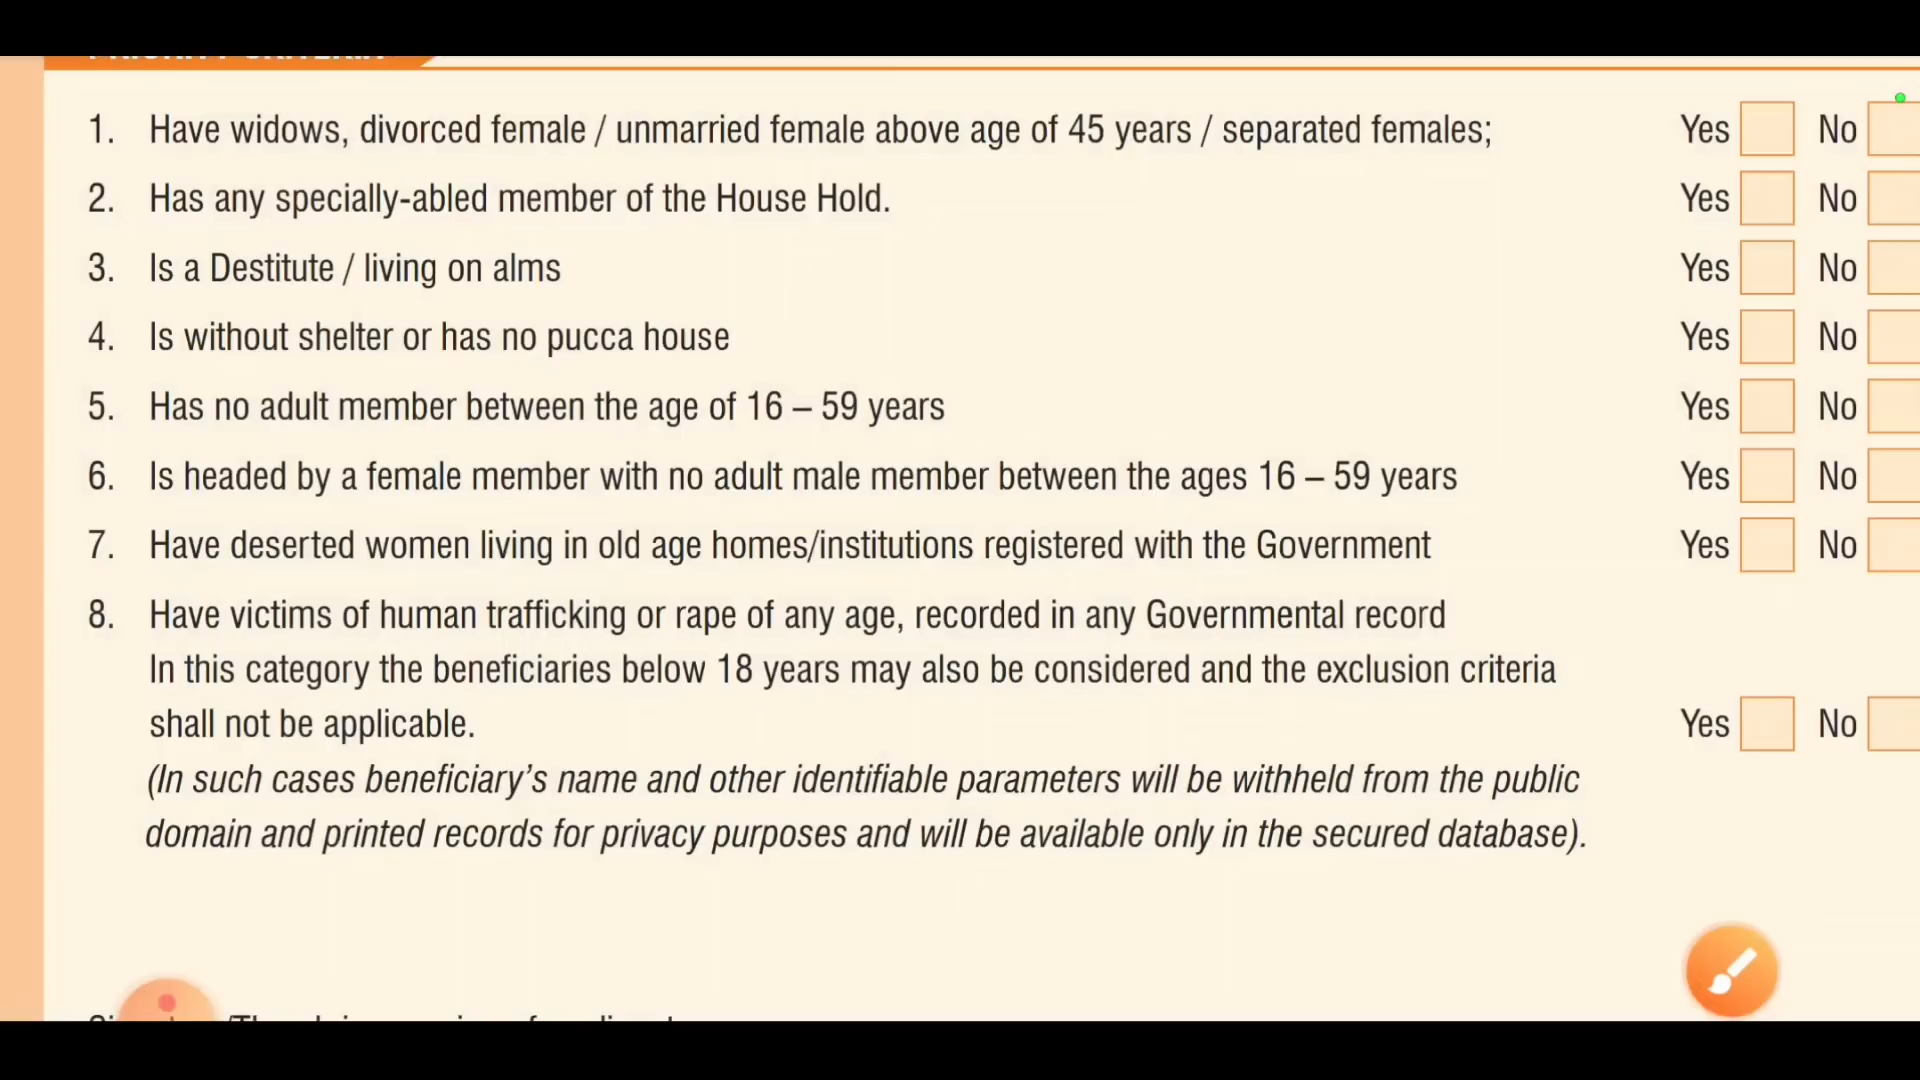 1. Have widows, divorced female / unmarried female above age of 45 years / separated females; Yes No
2. Has any specially-abled member of the House Hold. Yes No
3. Is a Destitute / living on alms Yes No
4. Is without shelter or has no pucca house Yes No
5. Has no adult member between the age of 16 – 59 years Yes No
6. Is headed by a female member with no adult male member between the ages 16 – 59 years Yes No
7. Have deserted women living in old age homes/institutions registered with the Government Yes No
8. Have victims of human trafficking or rape of any age, recorded in any Governmental record
In this category the beneficiaries below 18 years may also be considered and the exclusion criteria
shall not be applicable. Yes No
(In such cases beneficiary’s name and other identifiable parameters will be withheld from the public
domain and printed records for privacy purposes and will be available only in the secured database).